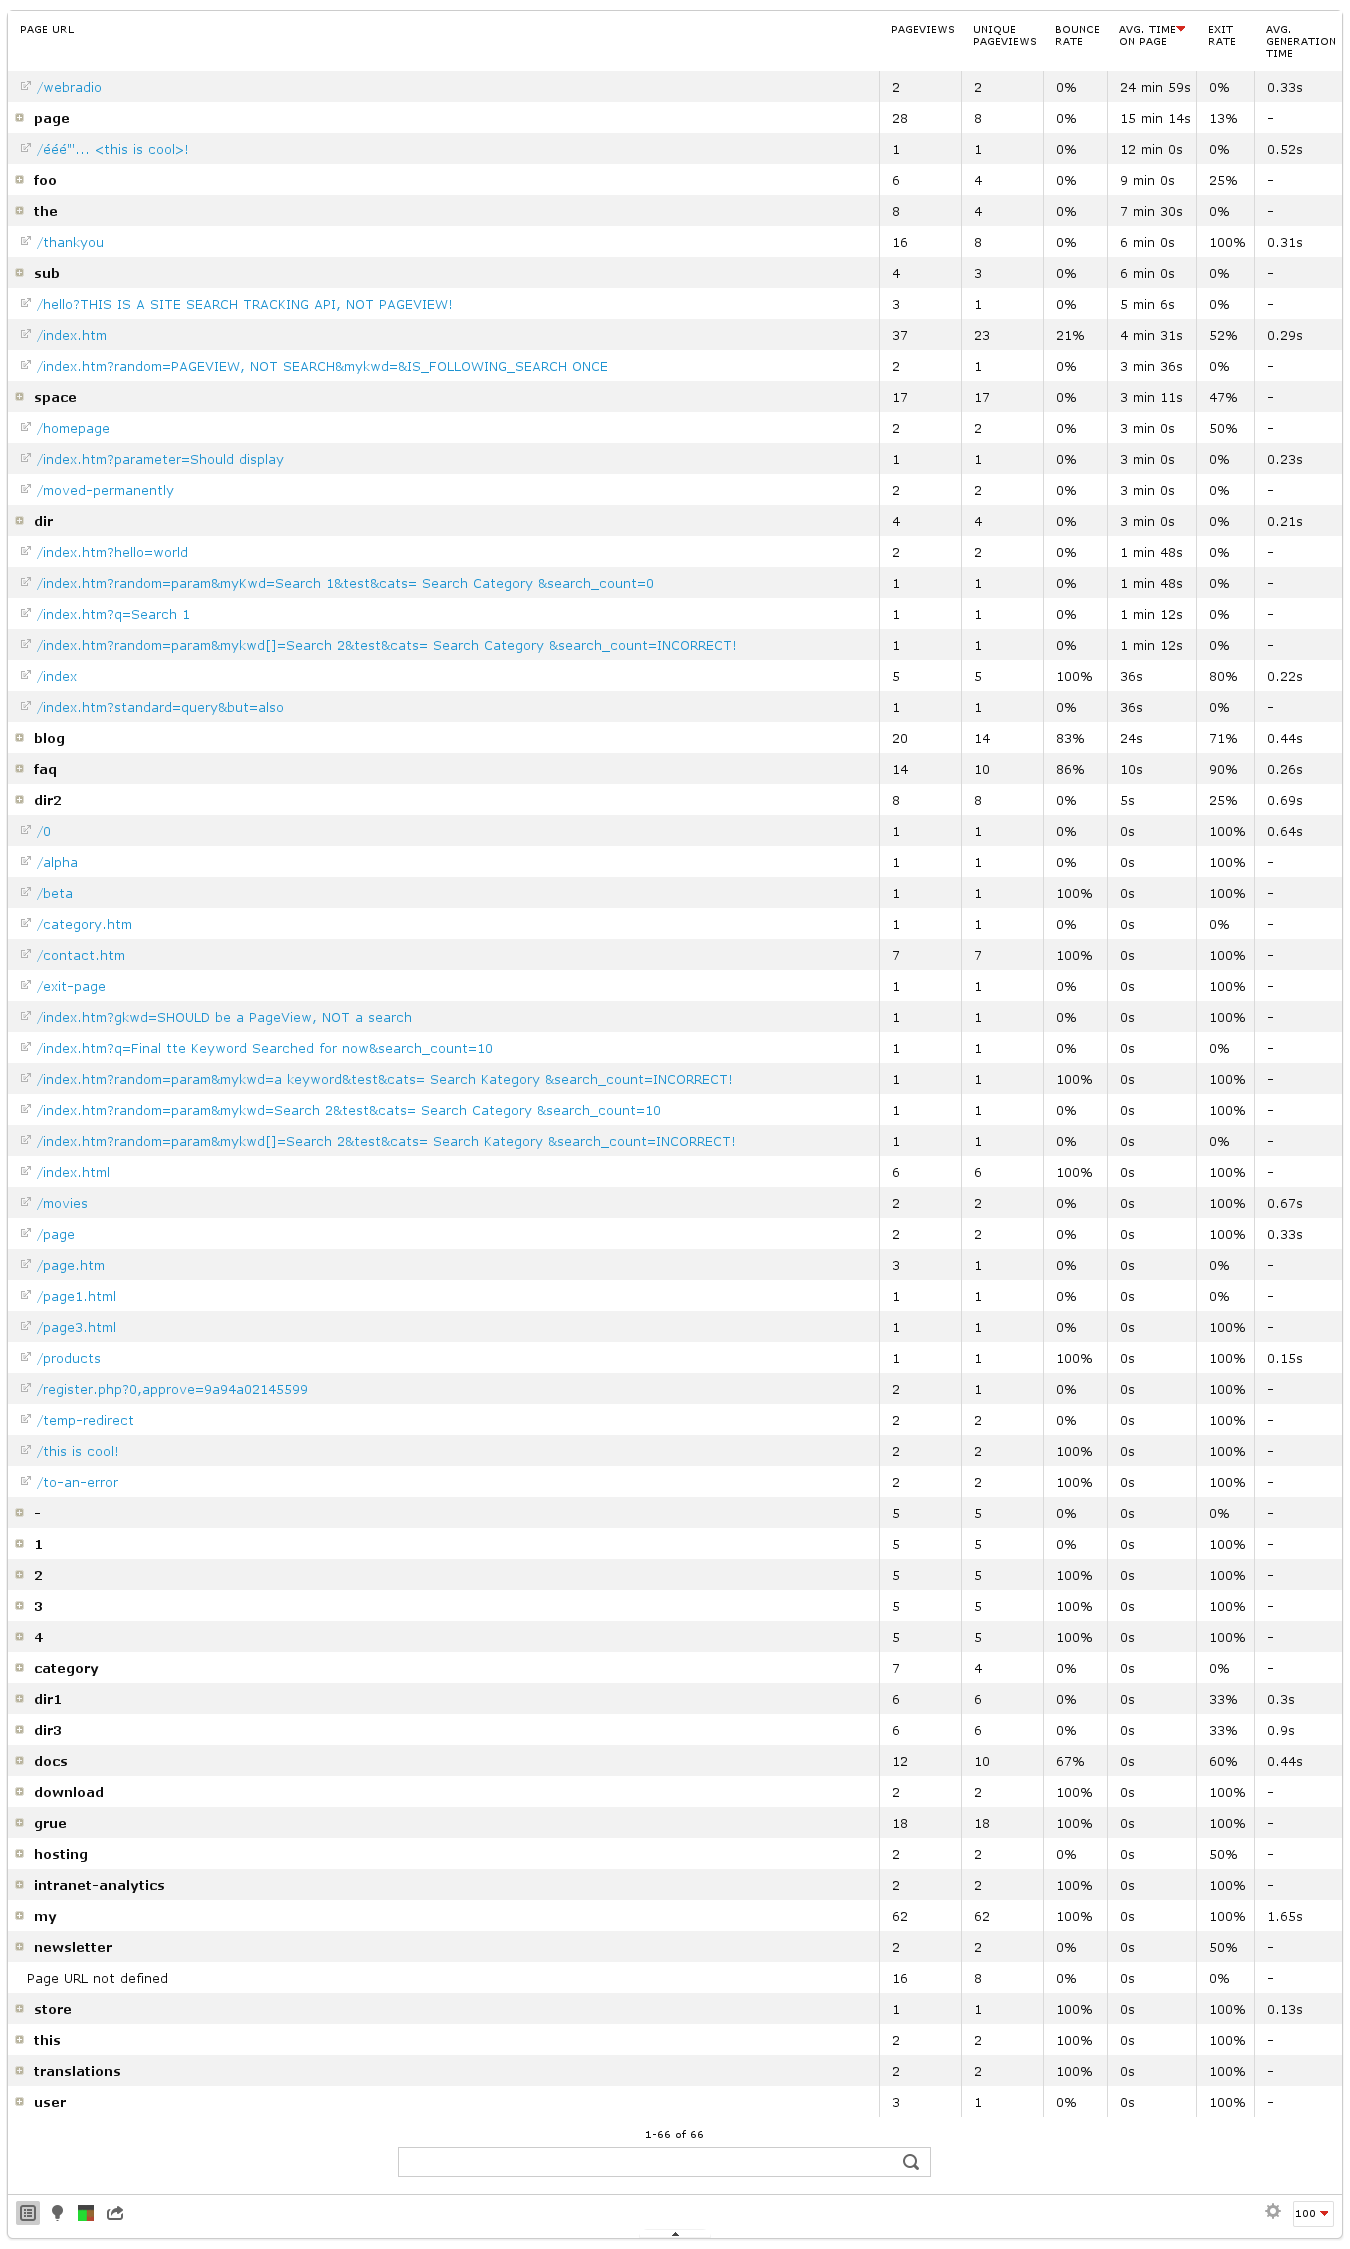 PAGE URL PAGEVIEWS UNIQUE PAGEVIEWS BOUNCE RATE AVG. TIME ON PAGE EXIT RATE AVG. GENERATION TIME
/webradio 2 2 0% 24 min 59s 0% 0.33s
page 28 8 0% 15 min 14s 13% -
/ééé"'... <this is cool>! 1 1 0% 12 min 0s 0% 0.52s
foo 6 4 0% 9 min 0s 25% -
the 8 4 0% 7 min 30s 0% -
/thankyou 16 8 0% 6 min 0s 100% 0.31s
sub 4 3 0% 6 min 0s 0% -
/hello?THIS IS A SITE SEARCH TRACKING API, NOT PAGEVIEW! 3 1 0% 5 min 6s 0% -
/index.htm 37 23 21% 4 min 31s 52% 0.29s
/index.htm?random=PAGEVIEW, NOT SEARCH&mykwd=&IS_FOLLOWING_SEARCH ONCE 2 1 0% 3 min 36s 0% -
space 17 17 0% 3 min 11s 47% -
/homepage 2 2 0% 3 min 0s 50% -
/index.htm?parameter=Should display 1 1 0% 3 min 0s 0% 0.23s
/moved-permanently 2 2 0% 3 min 0s 0% -
dir 4 4 0% 3 min 0s 0% 0.21s
/index.htm?hello=world 2 2 0% 1 min 48s 0% -
/index.htm?random=param&myKwd=Search 1&test&cats= Search Category &search_count=0 1 1 0% 1 min 48s 0% -
/index.htm?q=Search 1 1 1 0% 1 min 12s 0% -
/index.htm?random=param&mykwd[]=Search 2&test&cats= Search Category &search_count=INCORRECT! 1 1 0% 1 min 12s 0% -
/index 5 5 100% 36s 80% 0.22s
/index.htm?standard=query&but=also 1 1 0% 36s 0% -
blog 20 14 83% 24s 71% 0.44s
faq 14 10 86% 10s 90% 0.26s
dir2 8 8 0% 5s 25% 0.69s
/0 1 1 0% 0s 100% 0.64s
/alpha 1 1 0% 0s 100% -
/beta 1 1 100% 0s 100% -
/category.htm 1 1 0% 0s 0% -
/contact.htm 7 7 100% 0s 100% -
/exit-page 1 1 0% 0s 100% -
/index.htm?gkwd=SHOULD be a PageView, NOT a search 1 1 0% 0s 100% -
/index.htm?q=Final tte Keyword Searched for now&search_count=10 1 1 0% 0s 0% -
/index.htm?random=param&mykwd=a keyword&test&cats= Search Kategory &search_count=INCORRECT! 1 1 100% 0s 100% -
/index.htm?random=param&mykwd=Search 2&test&cats= Search Category &search_count=10 1 1 0% 0s 100% -
/index.htm?random=param&mykwd[]=Search 2&test&cats= Search Kategory &search_count=INCORRECT! 1 1 0% 0s 0% -
/index.html 6 6 100% 0s 100% -
/movies 2 2 0% 0s 100% 0.67s
/page 2 2 0% 0s 100% 0.33s
/page.htm 3 1 0% 0s 0% -
/page1.html 1 1 0% 0s 0% -
/page3.html 1 1 0% 0s 100% -
/products 1 1 100% 0s 100% 0.15s
/register.php?0,approve=9a94a02145599 2 1 0% 0s 100% -
/temp-redirect 2 2 0% 0s 100% -
/this is cool! 2 2 100% 0s 100% -
/to-an-error 2 2 100% 0s 100% -
- 5 5 0% 0s 0% -
1 5 5 0% 0s 100% -
2 5 5 100% 0s 100% -
3 5 5 100% 0s 100% -
4 5 5 100% 0s 100% -
category 7 4 0% 0s 0% -
dir1 6 6 0% 0s 33% 0.3s
dir3 6 6 0% 0s 33% 0.9s
docs 12 10 67% 0s 60% 0.44s
download 2 2 100% 0s 100% -
grue 18 18 100% 0s 100% -
hosting 2 2 0% 0s 50% -
intranet-analytics 2 2 100% 0s 100% -
my 62 62 100% 0s 100% 1.65s
newsletter 2 2 0% 0s 50% -
Page URL not defined 16 8 0% 0s 0% -
store 1 1 100% 0s 100% 0.13s
this 2 2 100% 0s 100% -
translations 2 2 100% 0s 100% -
user 3 1 0% 0s 100% -
1-66 of 66
100